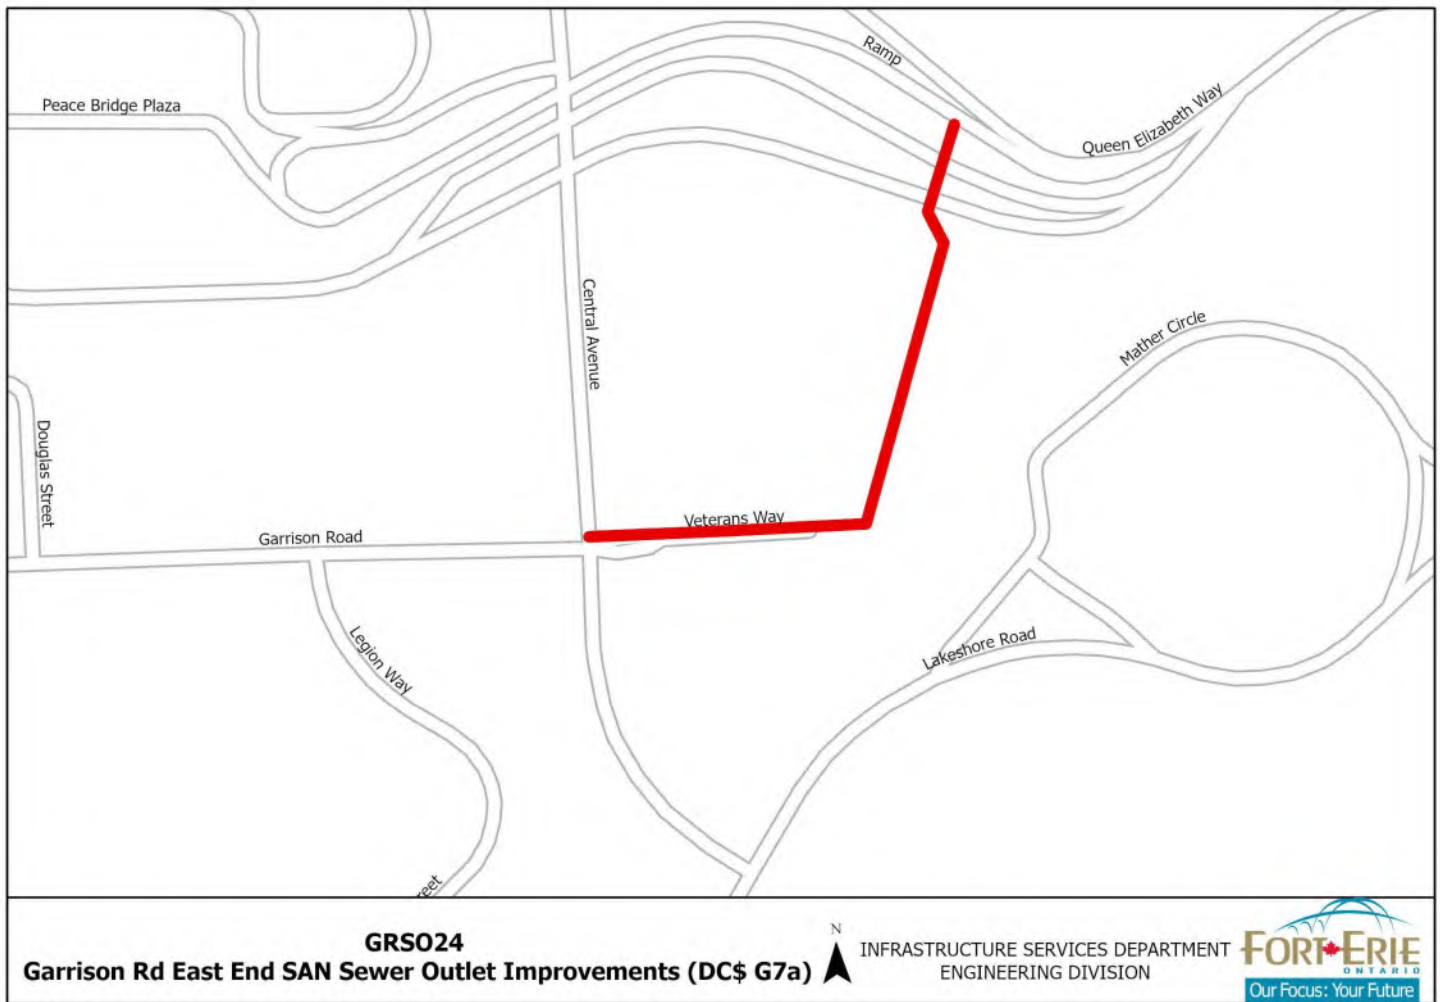 Ramp
Peace Bridge Plaza
Queen Elizabeth Way
Central Avenue
Mather Circle
Douglas Street
Veterans Way
Garrison Road
Legion Way
Lakeshore Road
reet
GRSO24
Garrison Rd East End SAN Sewer Outlet Improvements (DC$ G7a)
N
INFRASTRUCTURE SERVICES DEPARTMENT
ENGINEERING DIVISION
FORT ERIE
ONTARIO
Our Focus: Your Future